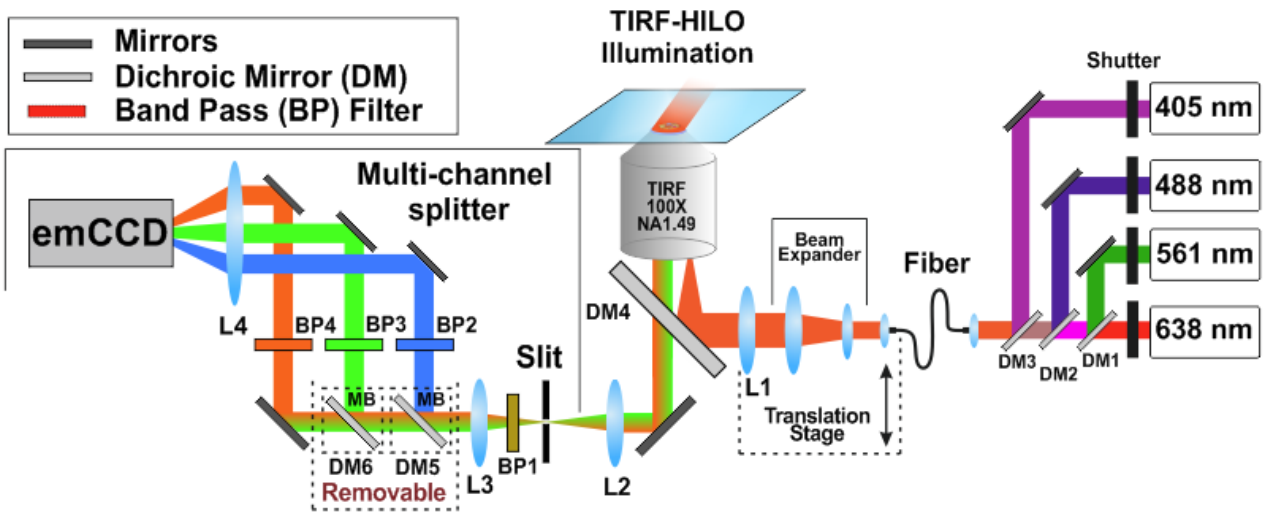 Mirrors
Dichroic Mirror (DM)
Band Pass (BP) Filter
TIRF-HILO
Illumination
Shutter
405 nm
488 nm
561 nm
638 nm
Multi-channel
splitter
emCCD
TIRF
100X
NA1.49
Beam
Expander
Fiber
DM4
L4
BP4
BP3
BP2
Slit
L1
DM3
DM2
DM1
Translation
Stage
MB
MB
DM6
DM5
L3
BP1
L2
Removable